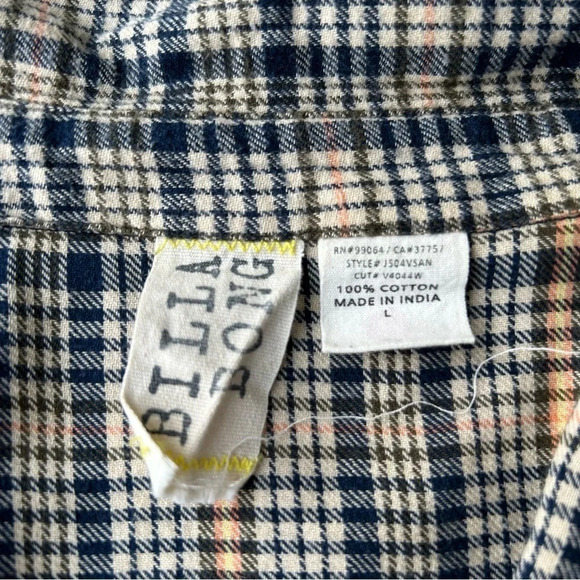 BILLA
BONG
RN#99064 / CA#37757
STYLE# J504VSAN
CUT# V4044W
100% COTTON
MADE IN INDIA
L